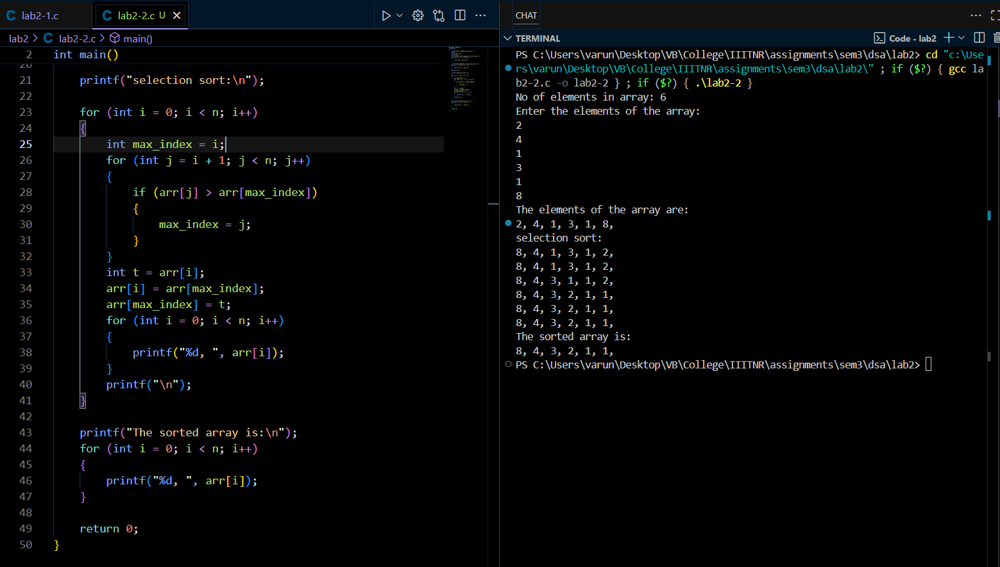 lab2-1.c
lab2-2.c U
CHAT
lab2 > lab2-2.c > main()
TERMINAL
Code - lab2
2 int main()
20
21 printf("selection sort:\n");
22
23 for (int i = 0; i < n; i++)
24 {
25 int max_index = i;
26 for (int j = i + 1; j < n; j++)
27 {
28 if (arr[j] > arr[max_index])
29 {
30 max_index = j;
31 }
32 }
33 int t = arr[i];
34 arr[i] = arr[max_index];
35 arr[max_index] = t;
36 for (int i = 0; i < n; i++)
37 {
38 printf("%d, ", arr[i]);
39 }
40 printf("\n");
41 }
42
43 printf("The sorted array is:\n");
44 for (int i = 0; i < n; i++)
45 {
46 printf("%d, ", arr[i]);
47 }
48
49 return 0;
50 }
PS C:\Users\varun\Desktop\VB\College\IIITNR\assignments\sem3\dsa\lab2> cd "c:\Use
rs\varun\Desktop\VB\College\IIITNR\assignments\sem3\dsa\lab2\" ; if ($?) { gcc la
b2-2.c -o lab2-2 } ; if ($?) { .\lab2-2 }
No of elements in array: 6
Enter the elements of the array:
2
4
1
3
1
8
The elements of the array are:
2, 4, 1, 3, 1, 8,
selection sort:
8, 4, 1, 3, 1, 2,
8, 4, 1, 3, 1, 2,
8, 4, 3, 1, 1, 2,
8, 4, 3, 2, 1, 1,
8, 4, 3, 2, 1, 1,
8, 4, 3, 2, 1, 1,
The sorted array is:
8, 4, 3, 2, 1, 1,
PS C:\Users\varun\Desktop\VB\College\IIITNR\assignments\sem3\dsa\lab2>